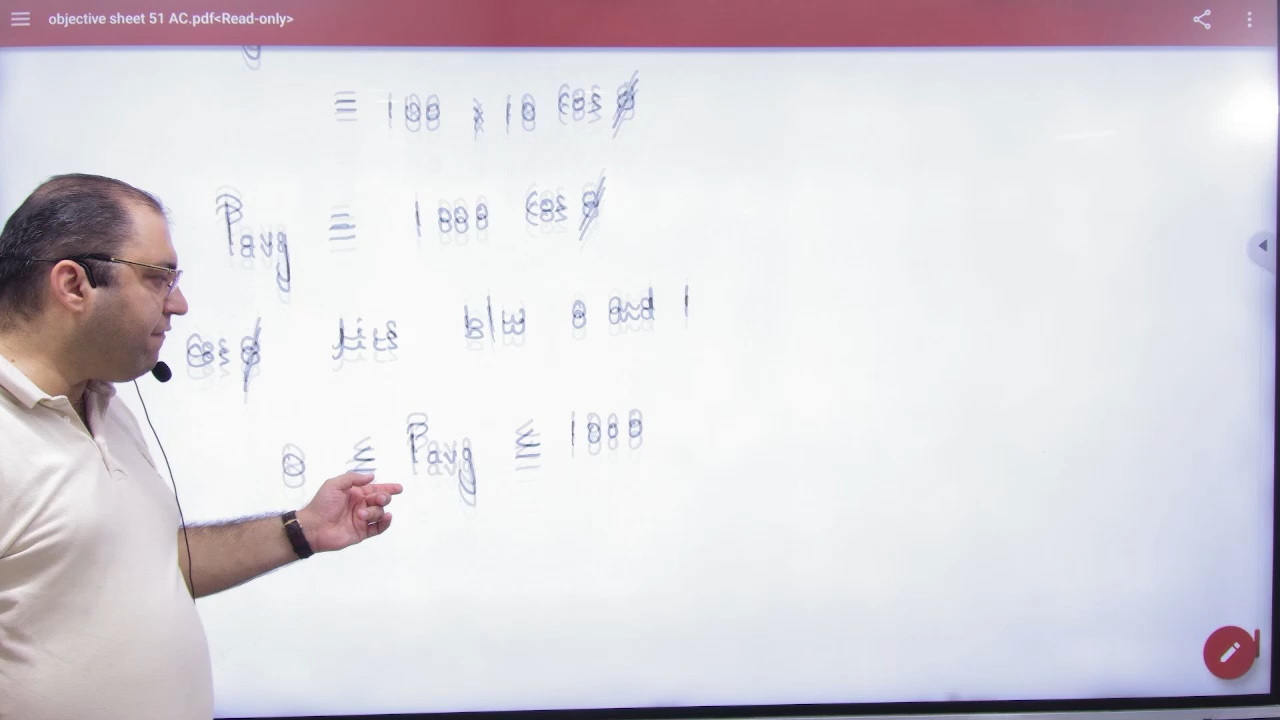 objective sheet 51 AC.pdf<Read-only>
= 100 × 10 Cos ϕ
Pavg = 1000 Cos ϕ
Cos ϕ lies b/w 0 and 1
0 ≤ Pavg ≤ 1000